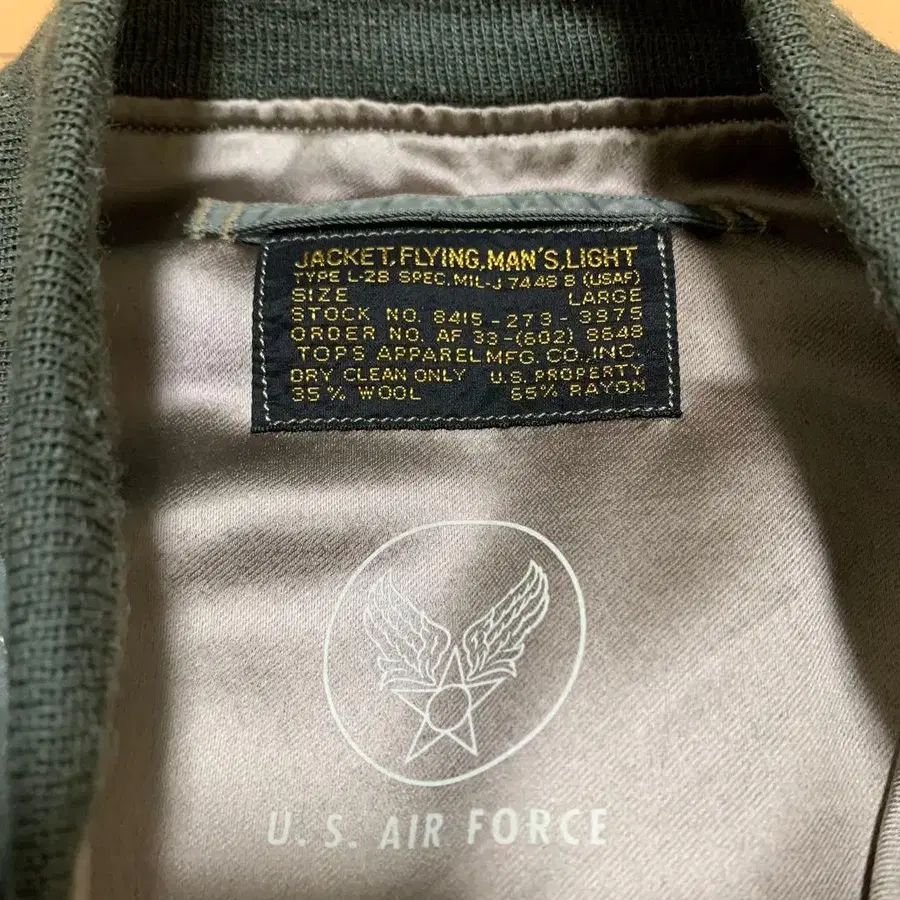 JACKET, FLYING, MAN'S, LIGHT
TYPE L-2B SPEC. MIL-J 7448 B (USAF)
SIZE LARGE
STOCK NO. 8415-273-3975
ORDER NO. AF 33-(602) 8648
TOPS APPAREL MFG. CO., INC.
DRY CLEAN ONLY U.S. PROPERTY
35% WOOL 65% RAYON
U.S. AIR FORCE